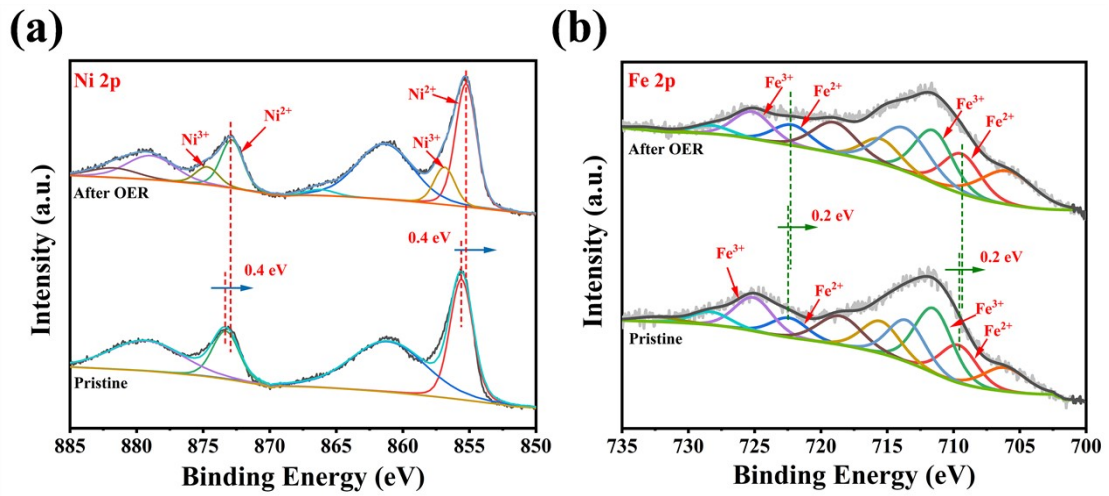 (a)
Ni 2p
Ni²⁺
Ni³⁺
Ni²⁺
Ni³⁺
After OER
0.4 eV
0.4 eV
Pristine
Intensity (a.u.)
885 880 875 870 865 860 855 850
Binding Energy (eV)
(b)
Fe 2p
Fe³⁺
Fe²⁺
Fe³⁺
Fe²⁺
After OER
0.2 eV
0.2 eV
Fe³⁺
Fe²⁺
Fe³⁺
Fe²⁺
Pristine
Intensity (a.u.)
735 730 725 720 715 710 705 700
Binding Energy (eV)